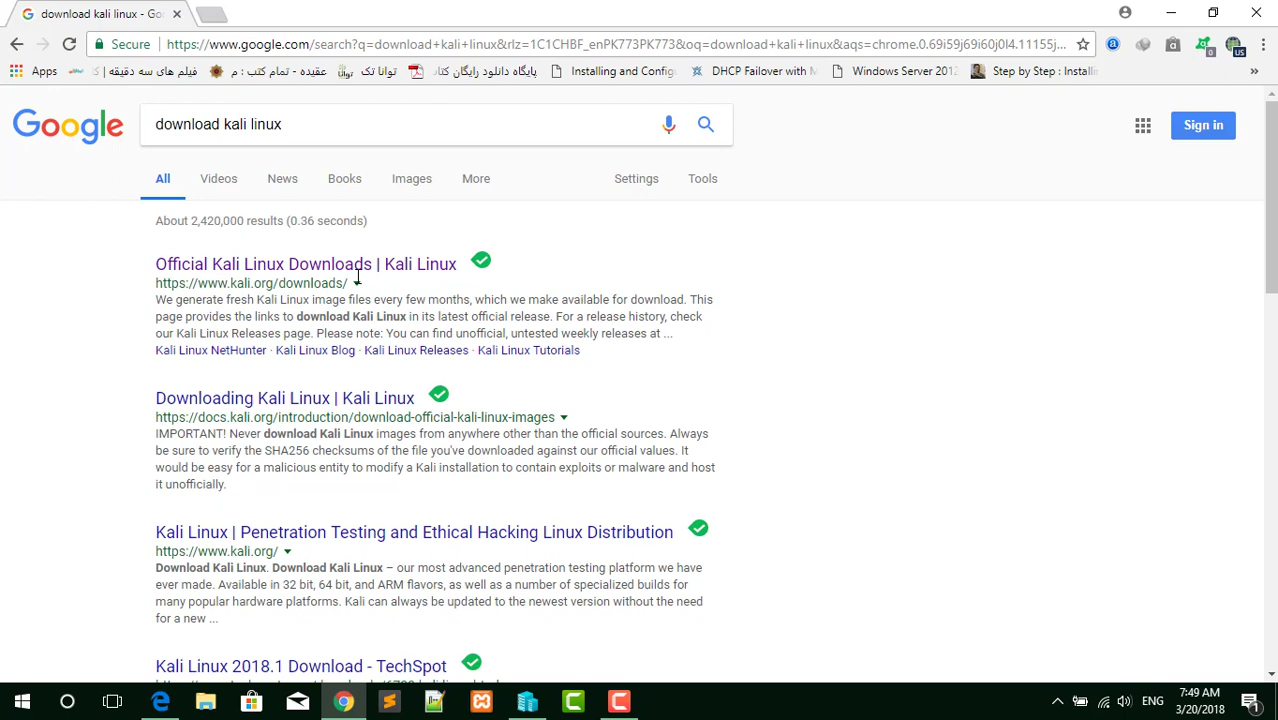 download kali linux - Goo
Secure
https://www.google.com/search?q=download+kali+linux&rlz=1C1CHBF_enPK773PK773&oq=download+kali+linux&aqs=chrome.0.69i59j69i60j0l4.11155j...
0
US
Apps
فیلم های سه دقیقه ای
عقیده - تمام کتب : م
توانا تک
پایگاه دانلود رایگان کتاب
Installing and Config
DHCP Failover with M
Windows Server 2012
Step by Step : Install
»
Google
download kali linux
Sign in
All
Videos
News
Books
Images
More
Settings
Tools
About 2,420,000 results (0.36 seconds)
Official Kali Linux Downloads | Kali Linux
https://www.kali.org/downloads/
We generate fresh Kali Linux image files every few months, which we make available for download. This
page provides the links to download Kali Linux in its latest official release. For a release history, check
our Kali Linux Releases page. Please note: You can find unofficial, untested weekly releases at ...
Kali Linux NetHunter · Kali Linux Blog · Kali Linux Releases · Kali Linux Tutorials
Downloading Kali Linux | Kali Linux
https://docs.kali.org/introduction/download-official-kali-linux-images
IMPORTANT! Never download Kali Linux images from anywhere other than the official sources. Always
be sure to verify the SHA256 checksums of the file you've downloaded against our official values. It
would be easy for a malicious entity to modify a Kali installation to contain exploits or malware and host
it unofficially.
Kali Linux | Penetration Testing and Ethical Hacking Linux Distribution
https://www.kali.org/
Download Kali Linux. Download Kali Linux – our most advanced penetration testing platform we have
ever made. Available in 32 bit, 64 bit, and ARM flavors, as well as a number of specialized builds for
many popular hardware platforms. Kali can always be updated to the newest version without the need
for a new ...
Kali Linux 2018.1 Download - TechSpot
ENG
7:49 AM
3/20/2018
1